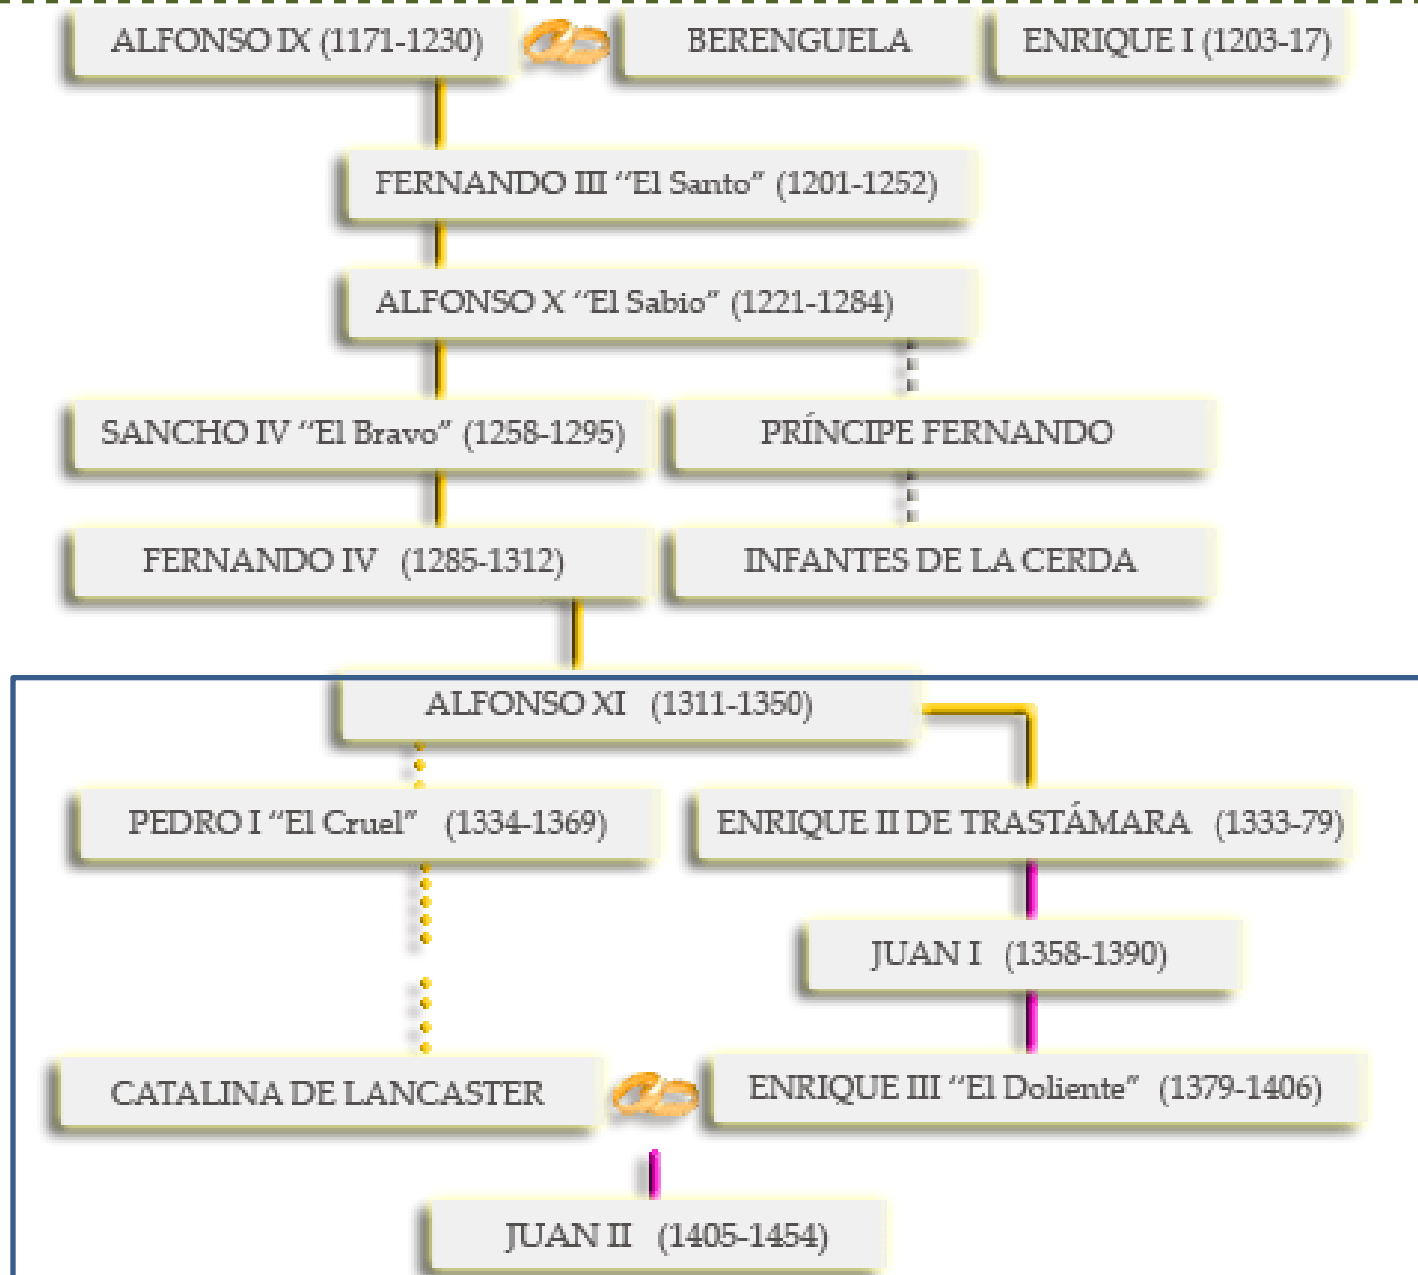 ALFONSO IX (1171-1230)
BERENGUELA
ENRIQUE I (1203-17)
FERNANDO III “El Santo” (1201-1252)
ALFONSO X “El Sabio” (1221-1284)
SANCHO IV “El Bravo” (1258-1295)
PRÍNCIPE FERNANDO
FERNANDO IV (1285-1312)
INFANTES DE LA CERDA
ALFONSO XI (1311-1350)
PEDRO I “El Cruel” (1334-1369)
ENRIQUE II DE TRASTÁMARA (1333-79)
JUAN I (1358-1390)
CATALINA DE LANCASTER
ENRIQUE III “El Doliente” (1379-1406)
JUAN II (1405-1454)